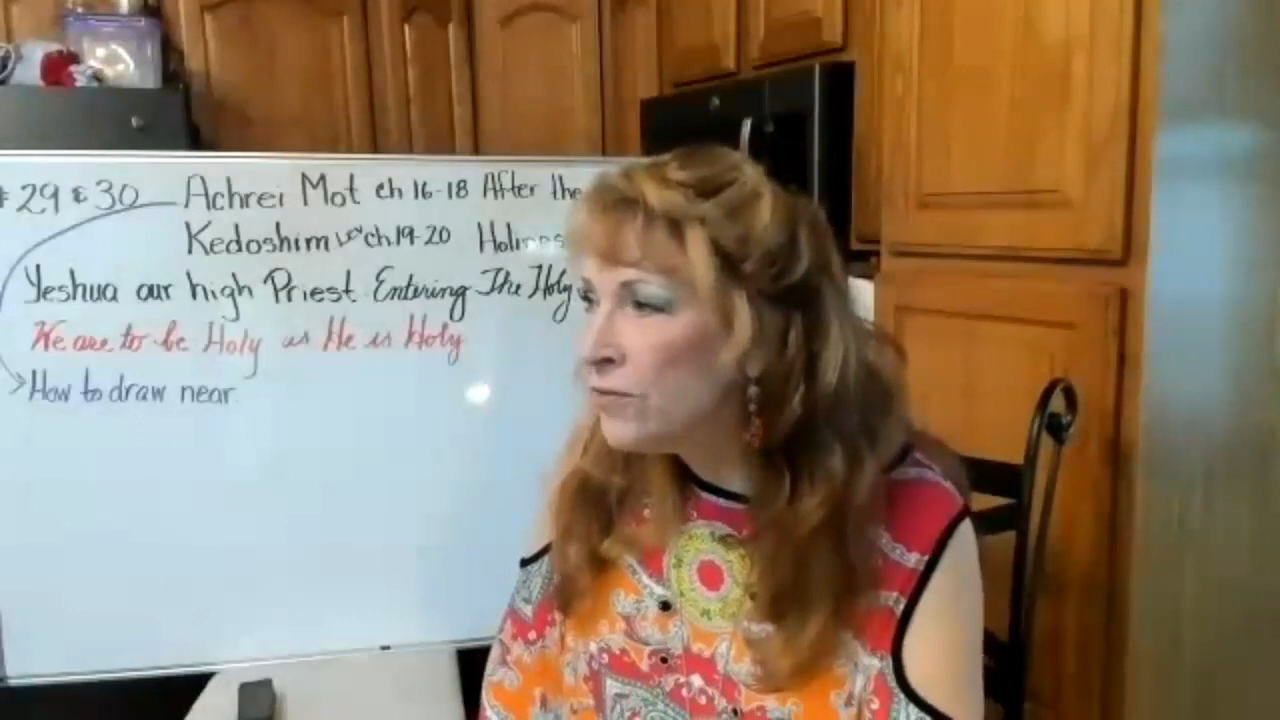 #29 & 30 Achrei Mot ch 16-18 After the
Kedoshim Lev ch 19-20
Yeshua our high Priest Entering The Holy
We are to be Holy as He is Holy
How to draw near